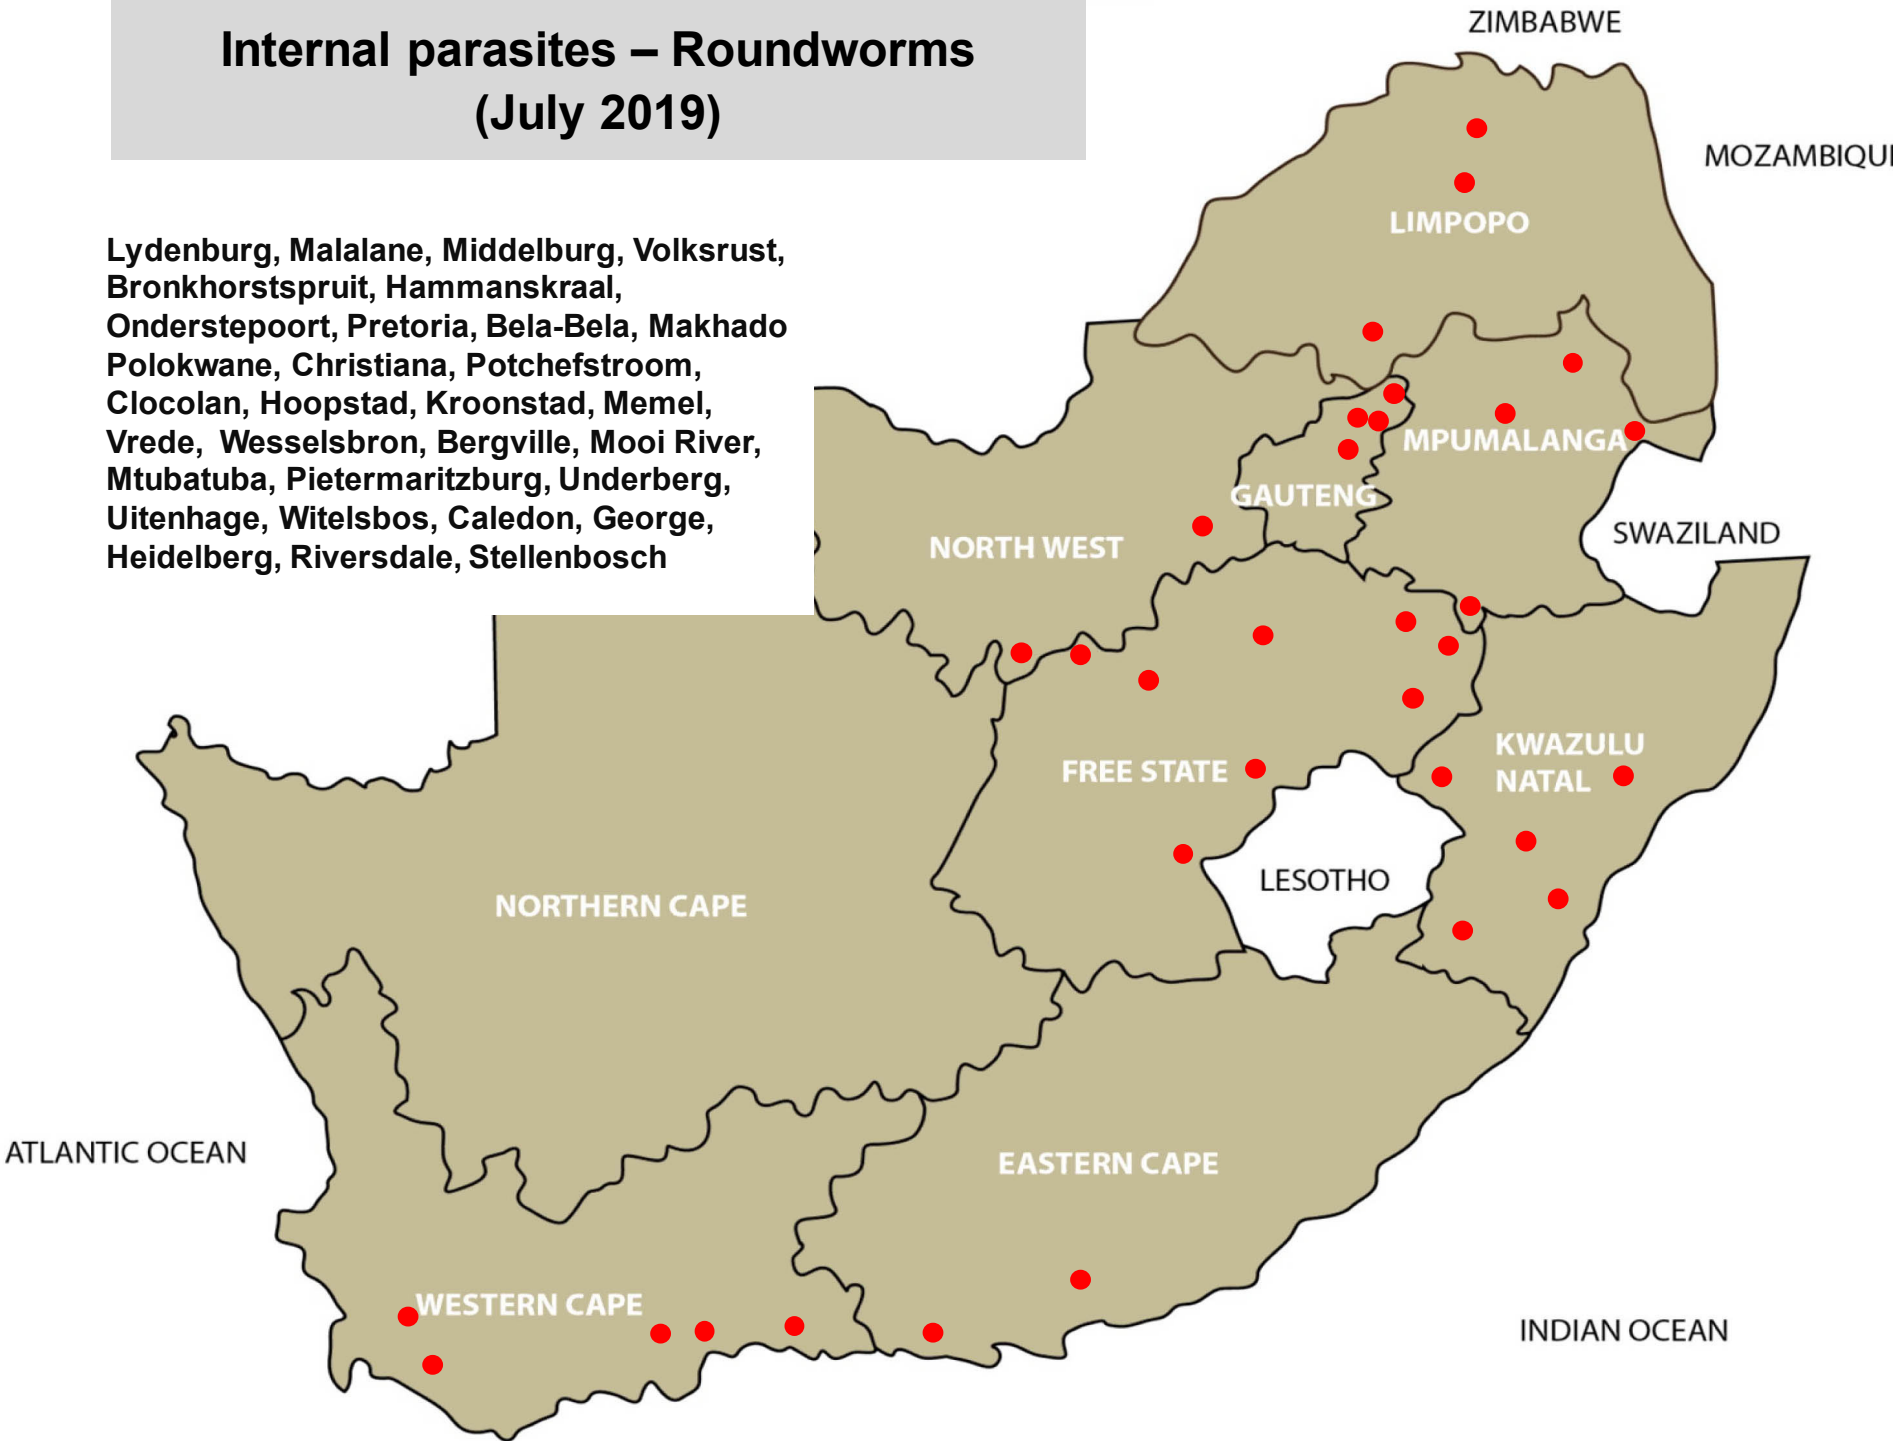 Internal parasites – Roundworms
(July 2019)
Lydenburg, Malalane, Middelburg, Volksrust,
Bronkhorstspruit, Hammanskraal,
Onderstepoort, Pretoria, Bela-Bela, Makhado
Polokwane, Christiana, Potchefstroom,
Clocolan, Hoopstad, Kroonstad, Memel,
Vrede, Wesselsbron, Bergville, Mooi River,
Mtubatuba, Pietermaritzburg, Underberg,
Uitenhage, Witelsbos, Caledon, George,
Heidelberg, Riversdale, Stellenbosch
ZIMBABWE
MOZAMBIQUE
LIMPOPO
MPUMALANGA
GAUTENG
SWAZILAND
NORTH WEST
KWAZULU
NATAL
FREE STATE
LESOTHO
NORTHERN CAPE
ATLANTIC OCEAN
EASTERN CAPE
WESTERN CAPE
INDIAN OCEAN